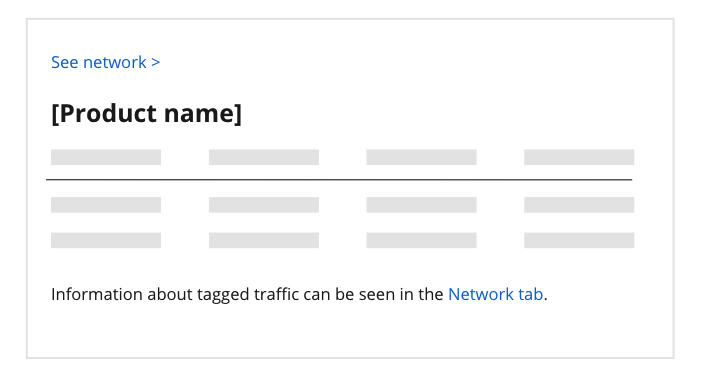 See network >
[Product name]
Information about tagged traffic can be seen in the Network tab.